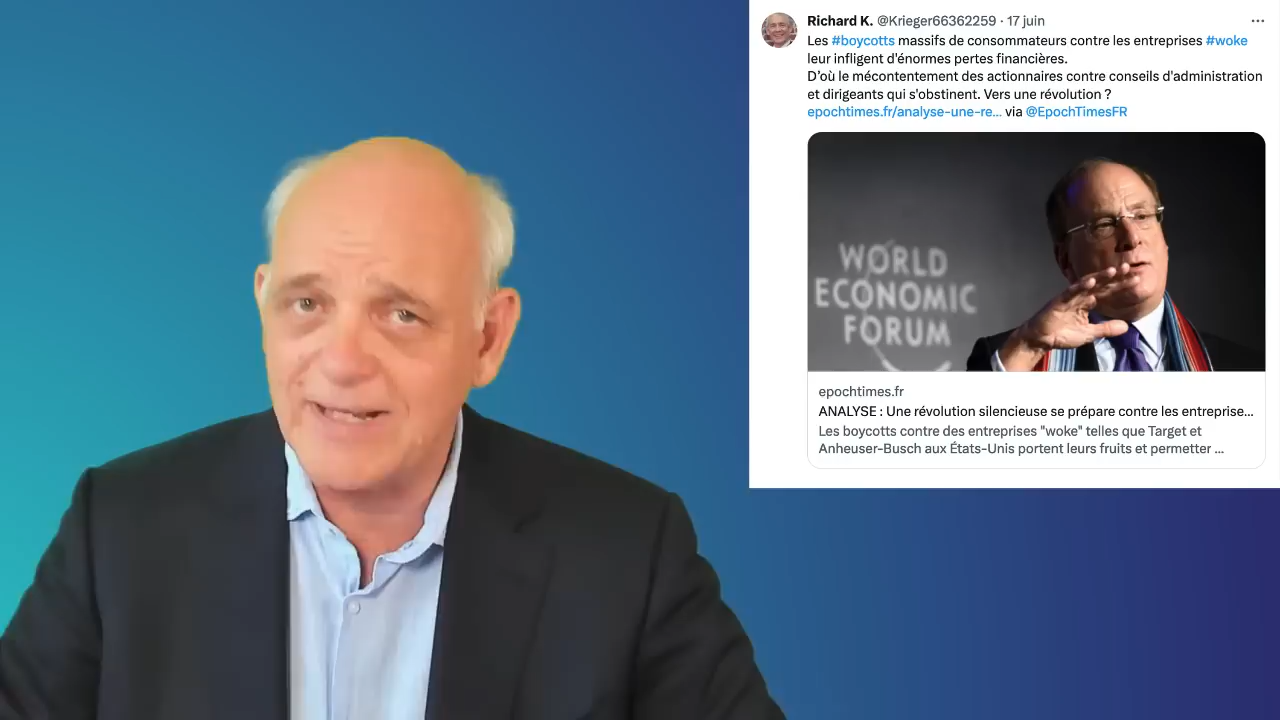 Richard K. @Krieger66362259 · 17 juin
Les #boycotts massifs de consommateurs contre les entreprises #woke
leur infligent d'énormes pertes financières.
D'où le mécontentement des actionnaires contre conseils d'administration
et dirigeants qui s'obstinent. Vers une révolution ?
epochtimes.fr/analyse-une-re... via @EpochTimesFR
WORLD
ECONOMIC
FORUM
epochtimes.fr
ANALYSE : Une révolution silencieuse se prépare contre les entreprise...
Les boycotts contre des entreprises "woke" telles que Target et
Anheuser-Busch aux États-Unis portent leurs fruits et permetter ...